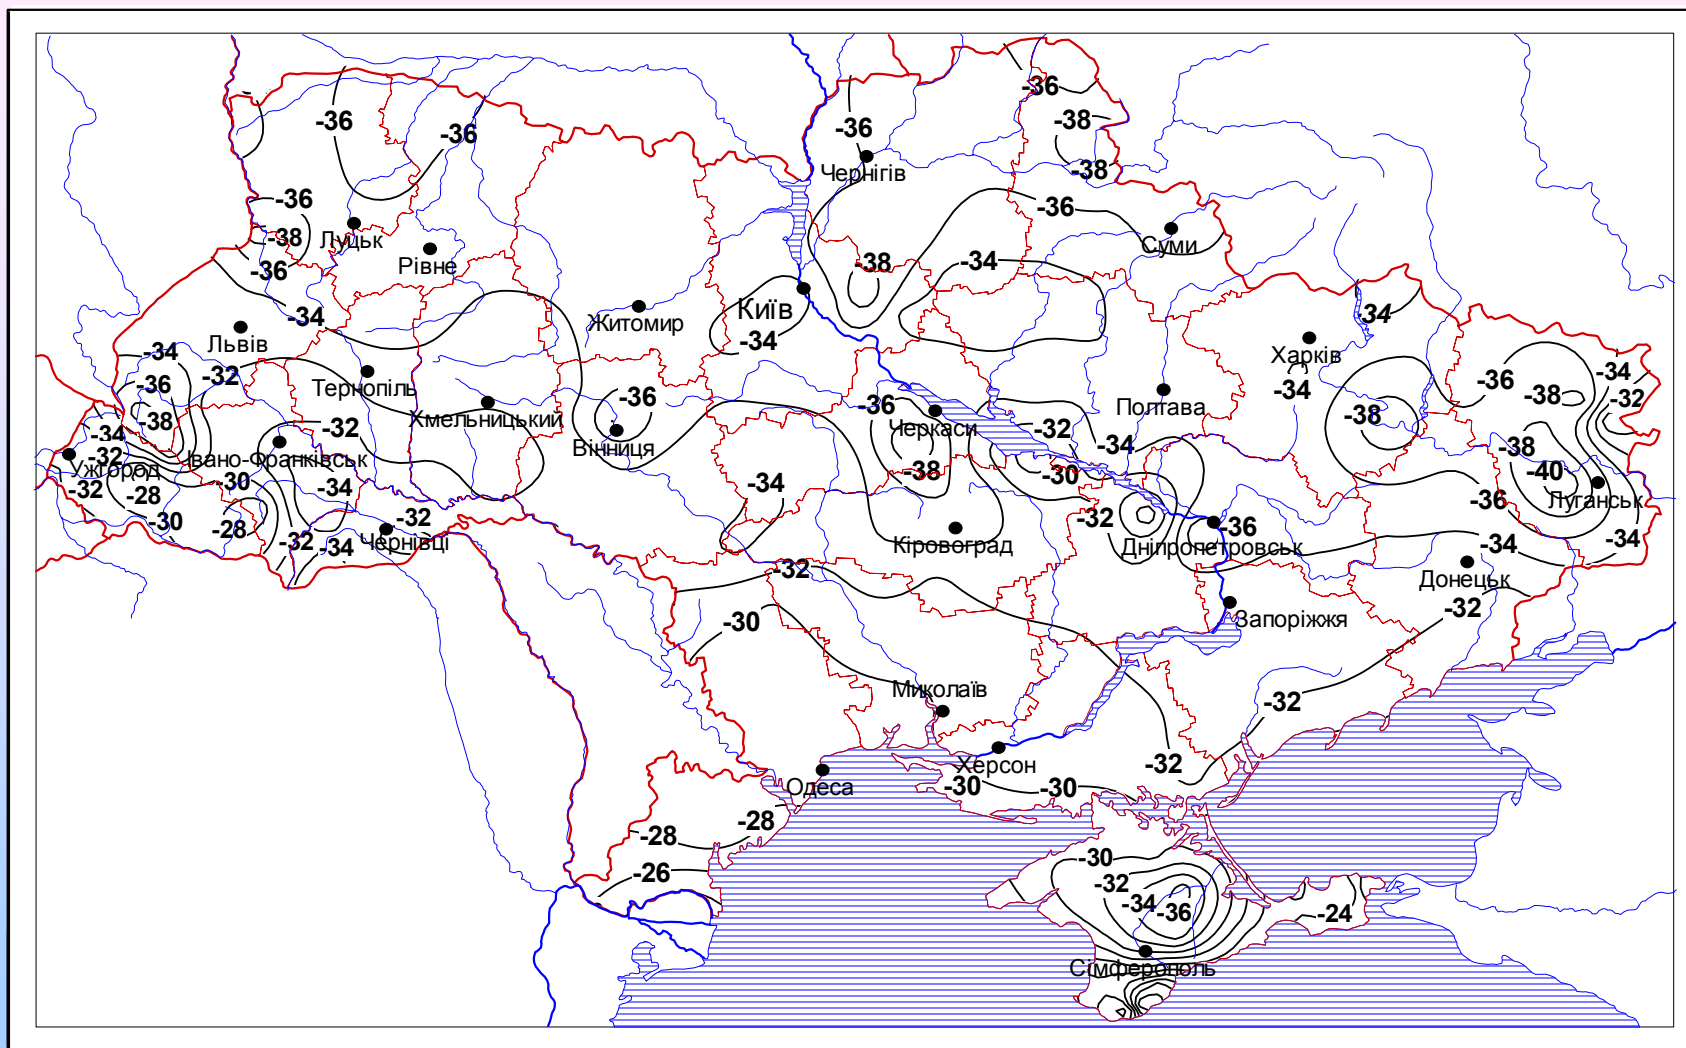 -36
-36
-36
-36
-38
-36
Чернігів
-38
-36
-36
-38
Луцьк
-36
Суми
Рівне
-36
-38
-34
-34
Київ
-34
Житомир
-34
Львів
-34
Харків
-34
-32
-36
Тернопіль
-34
-36
-34
-32
-38
-36
-36
Полтава
-38
-38
Хмельницький
Черкаси
-32
-34
-32
Вінниця
-34
-38
-32
Ужгород
Івано-Франківськ
-38
-30
-40
-32
-28
-30
-34
-34
Луганськ
-36
-30
-28
-32
-32
-36
-32
-34
Чернівці
Кіровоград
Дніпропетровськ
-34
-34
-32
Донецьк
-30
-32
Запоріжжя
Миколаїв
-32
Херсон
-32
Одеса
-30
-30
-28
-28
-30
-26
-32
-34
-36
-24
Сімферополь